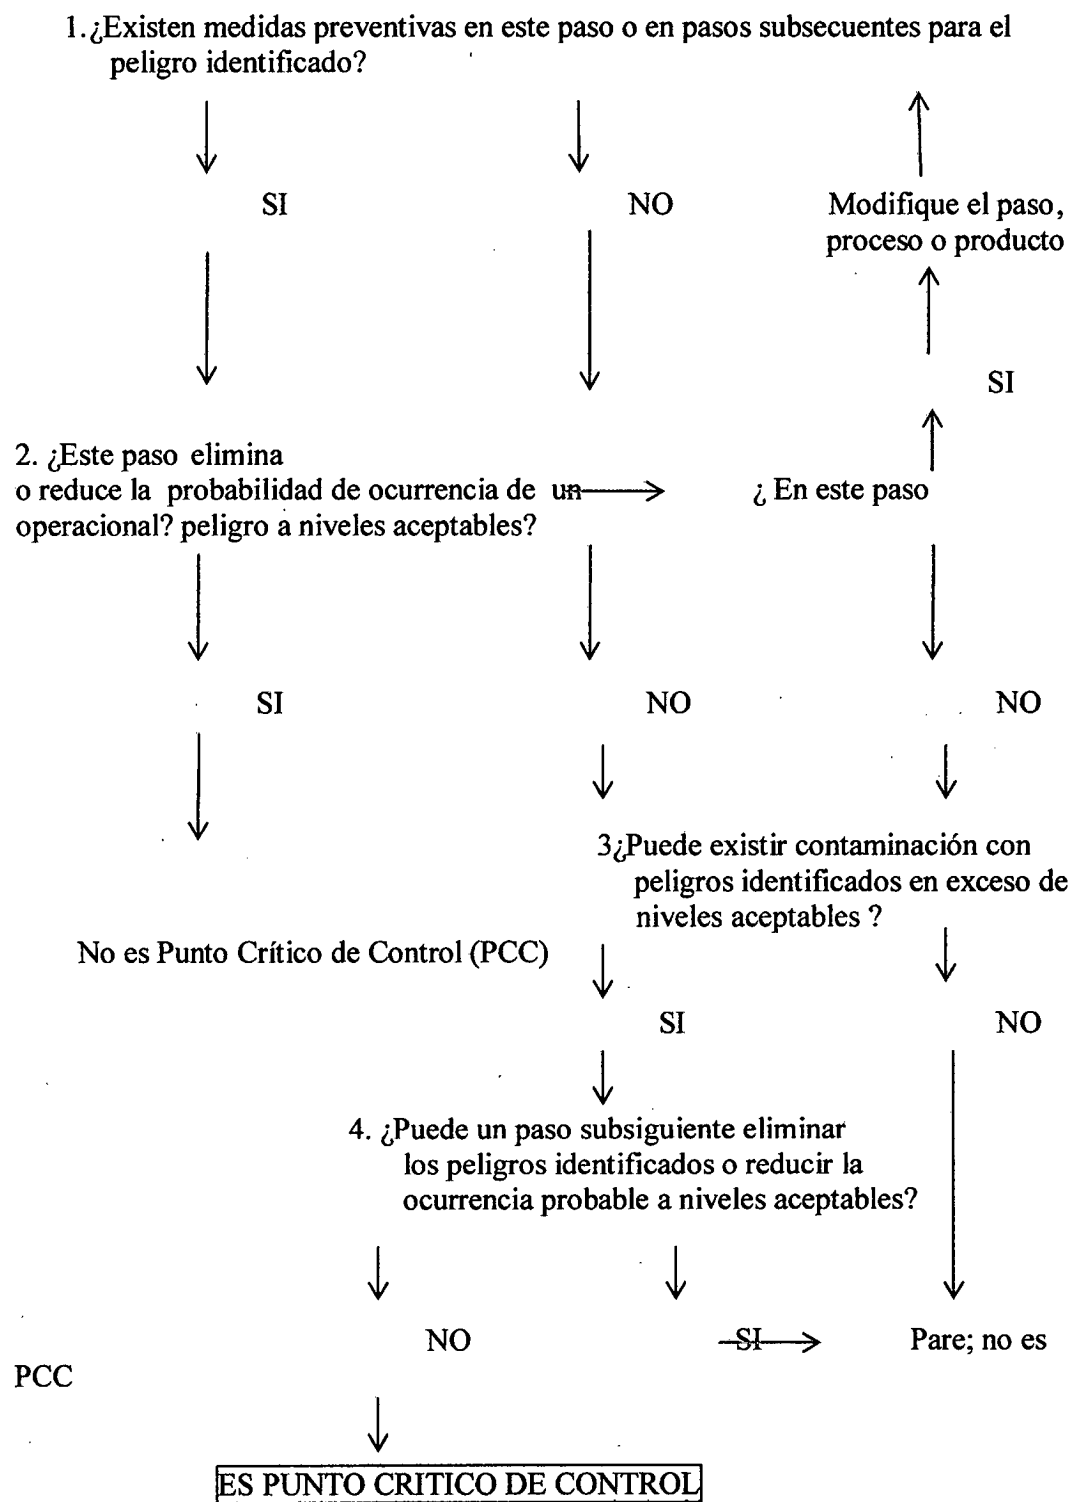 1.¿Existen medidas preventivas en este paso o en pasos subsecuentes para el
peligro identificado?
SI NO Modifique el paso,
proceso o producto
SI
2. ¿Este paso elimina
o reduce la probabilidad de ocurrencia de un ¿ En este paso
operacional? peligro a niveles aceptables?
SI NO NO
3¿Puede existir contaminación con
peligros identificados en exceso de
niveles aceptables ?
No es Punto Crítico de Control (PCC)
SI NO
4. ¿Puede un paso subsiguiente eliminar
los peligros identificados o reducir la
ocurrencia probable a niveles aceptables?
NO SI Pare; no es
PCC
ES PUNTO CRITICO DE CONTROL